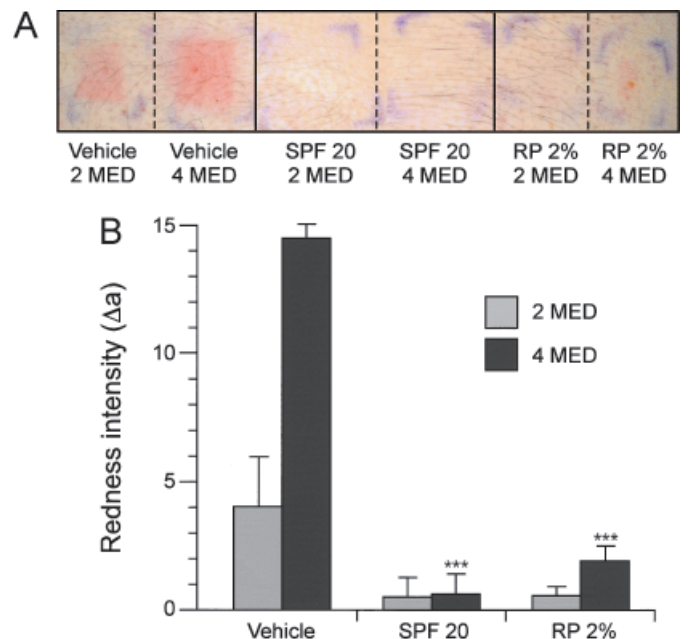 A
Vehicle
2 MED
Vehicle
4 MED
SPF 20
2 MED
SPF 20
4 MED
RP 2%
2 MED
RP 2%
4 MED
B
Redness intensity (Δa)
15
10
5
0
2 MED
4 MED
***
***
Vehicle
SPF 20
RP 2%